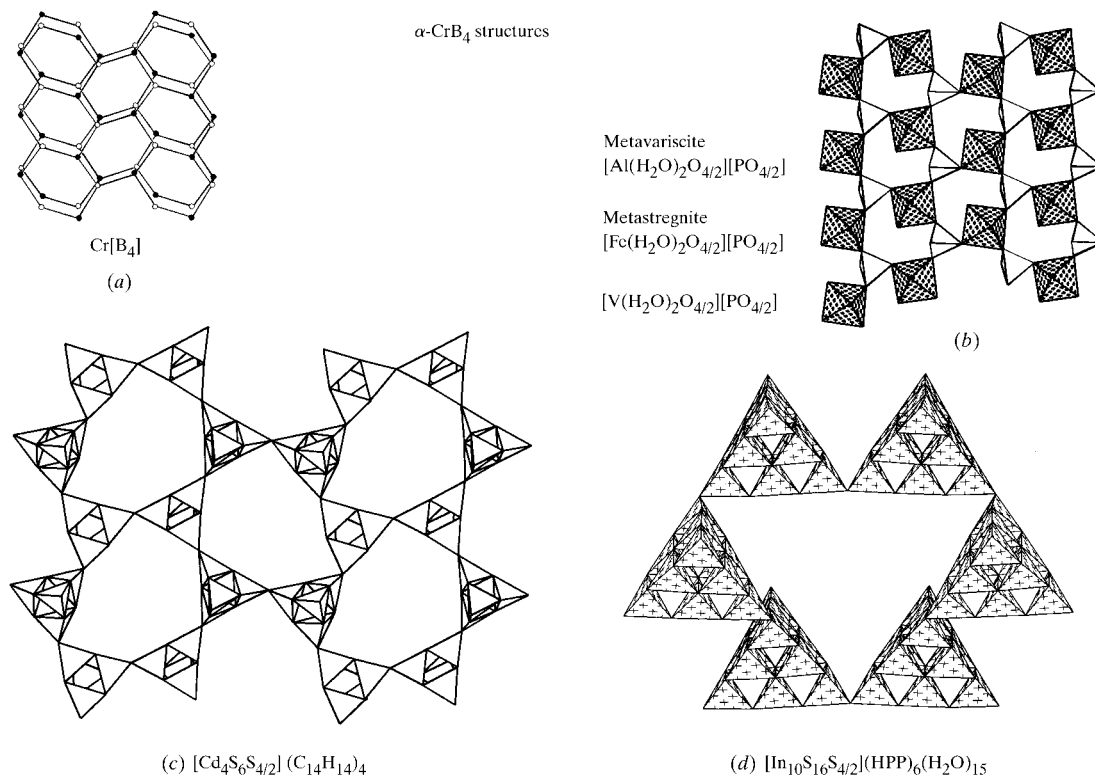 α-CrB4 structures
Cr[B4]
(a)
Metavariscite
[Al(H2O)2O4/2][PO4/2]
Metastregnite
[Fe(H2O)2O4/2][PO4/2]
[V(H2O)2O4/2][PO4/2]
(b)
(c) [Cd4S6S4/2] (C14H14)4
(d) [In10S16S4/2](HPP)6(H2O)15